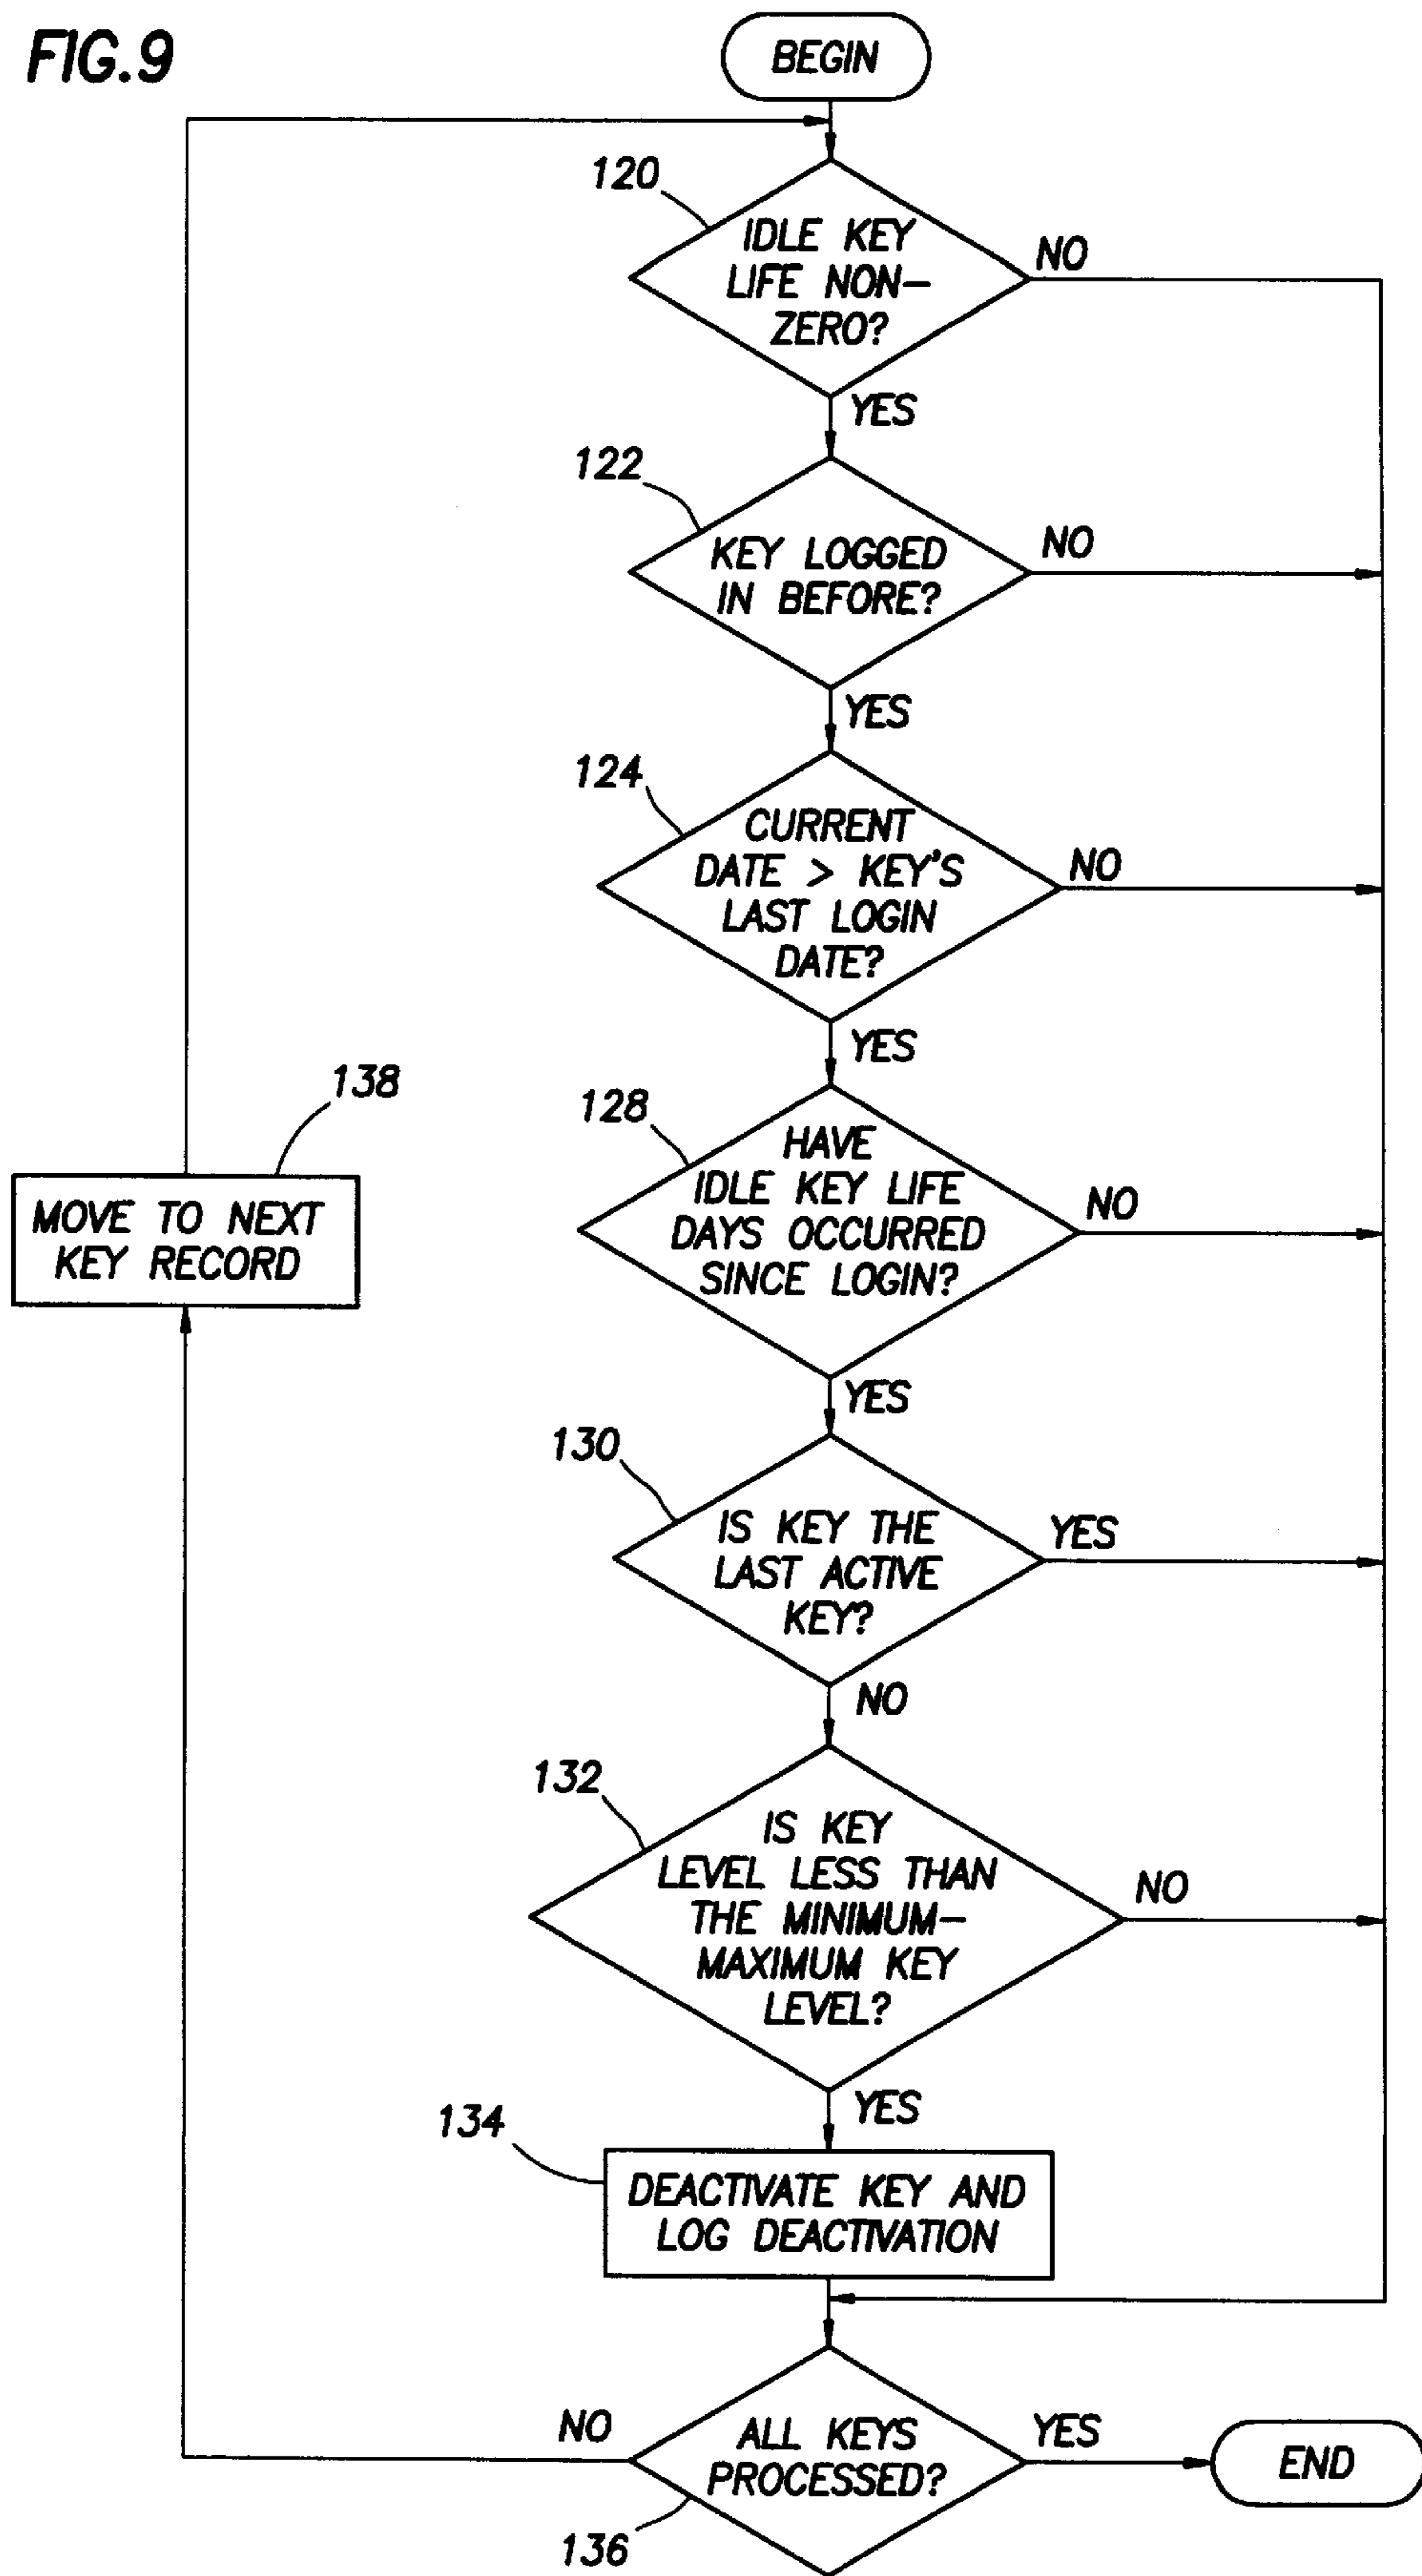 FIG.9
BEGIN
120
IDLE KEY
LIFE NON-
ZERO?
NO
YES
122
KEY LOGGED
IN BEFORE?
NO
YES
124
CURRENT
DATE > KEY'S
LAST LOGIN
DATE?
NO
YES
138
MOVE TO NEXT
KEY RECORD
128
HAVE
IDLE KEY LIFE
DAYS OCCURRED
SINCE LOGIN?
NO
YES
130
IS KEY THE
LAST ACTIVE
KEY?
YES
NO
132
IS KEY
LEVEL LESS THAN
THE MINIMUM-
MAXIMUM KEY
LEVEL?
NO
YES
134
DEACTIVATE KEY AND
LOG DEACTIVATION
NO
ALL KEYS
PROCESSED?
YES
END
136